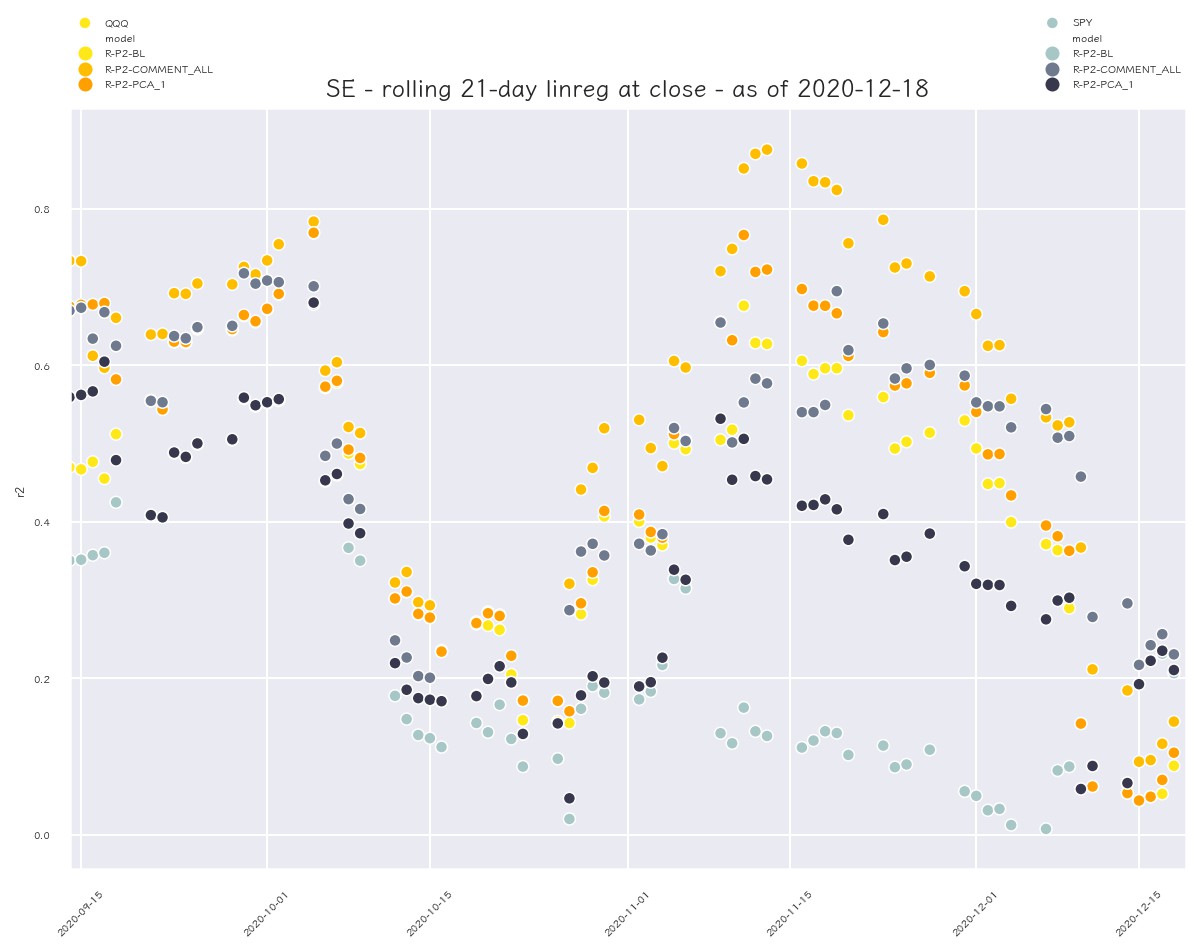 QQQ
model
R-P2-BL
R-P2-COMMENT_ALL
R-P2-PCA_1
SPY
model
R-P2-BL
R-P2-COMMENT_ALL
R-P2-PCA_1
SE - rolling 21-day linreg at close - as of 2020-12-18
r2
0.8
0.6
0.4
0.2
0.0
2020-09-15
2020-10-01
2020-10-15
2020-11-01
2020-11-15
2020-12-01
2020-12-15